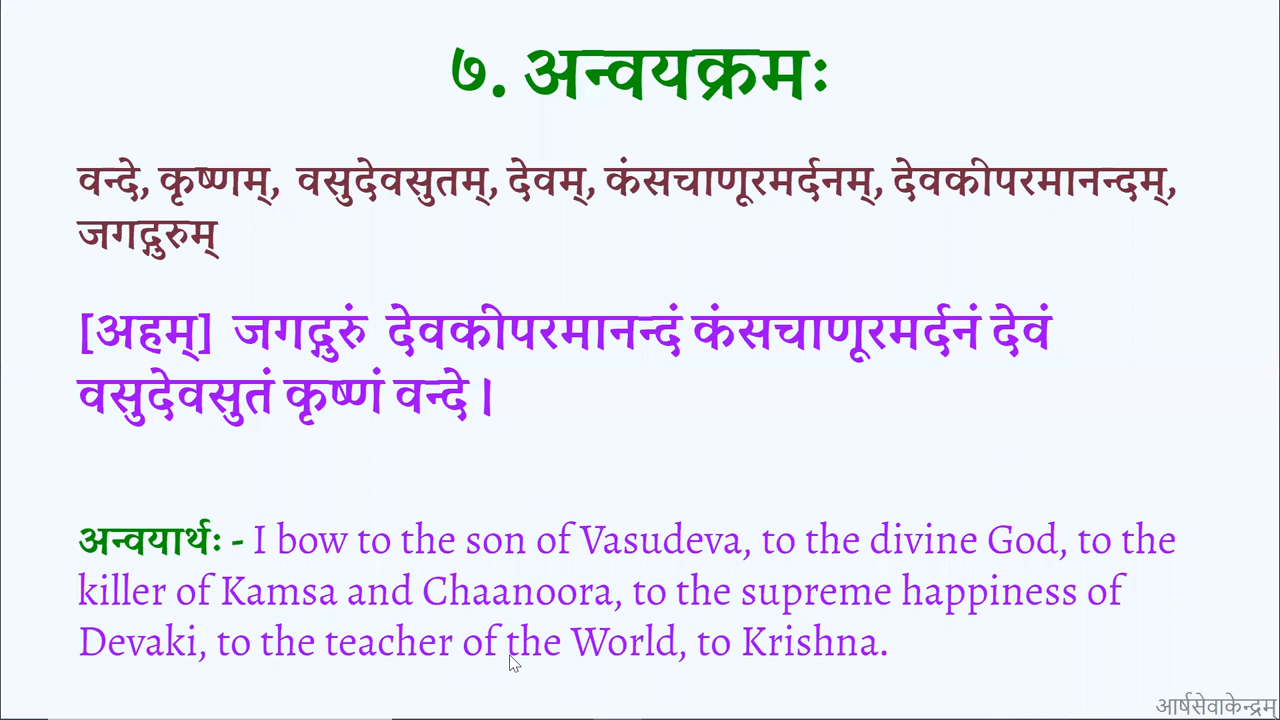 ७. अन्वयक्रमः
वन्दे, कृष्णम्, वसुदेवसुतम्, देवम्, कंसचाणूरमर्दनम्, देवकीपरमानन्दम्,
जगद्गुरुम्
[अहम्] जगद्गुरुं देवकीपरमानन्दं कंसचाणूरमर्दनं देवं
वसुदेवसुतं कृष्णं वन्दे ।
अन्वयार्थः - I bow to the son of Vasudeva, to the divine God, to the
killer of Kamsa and Chaanoora, to the supreme happiness of
Devaki, to the teacher of the World, to Krishna.
आर्षसेवाकेन्द्रम्